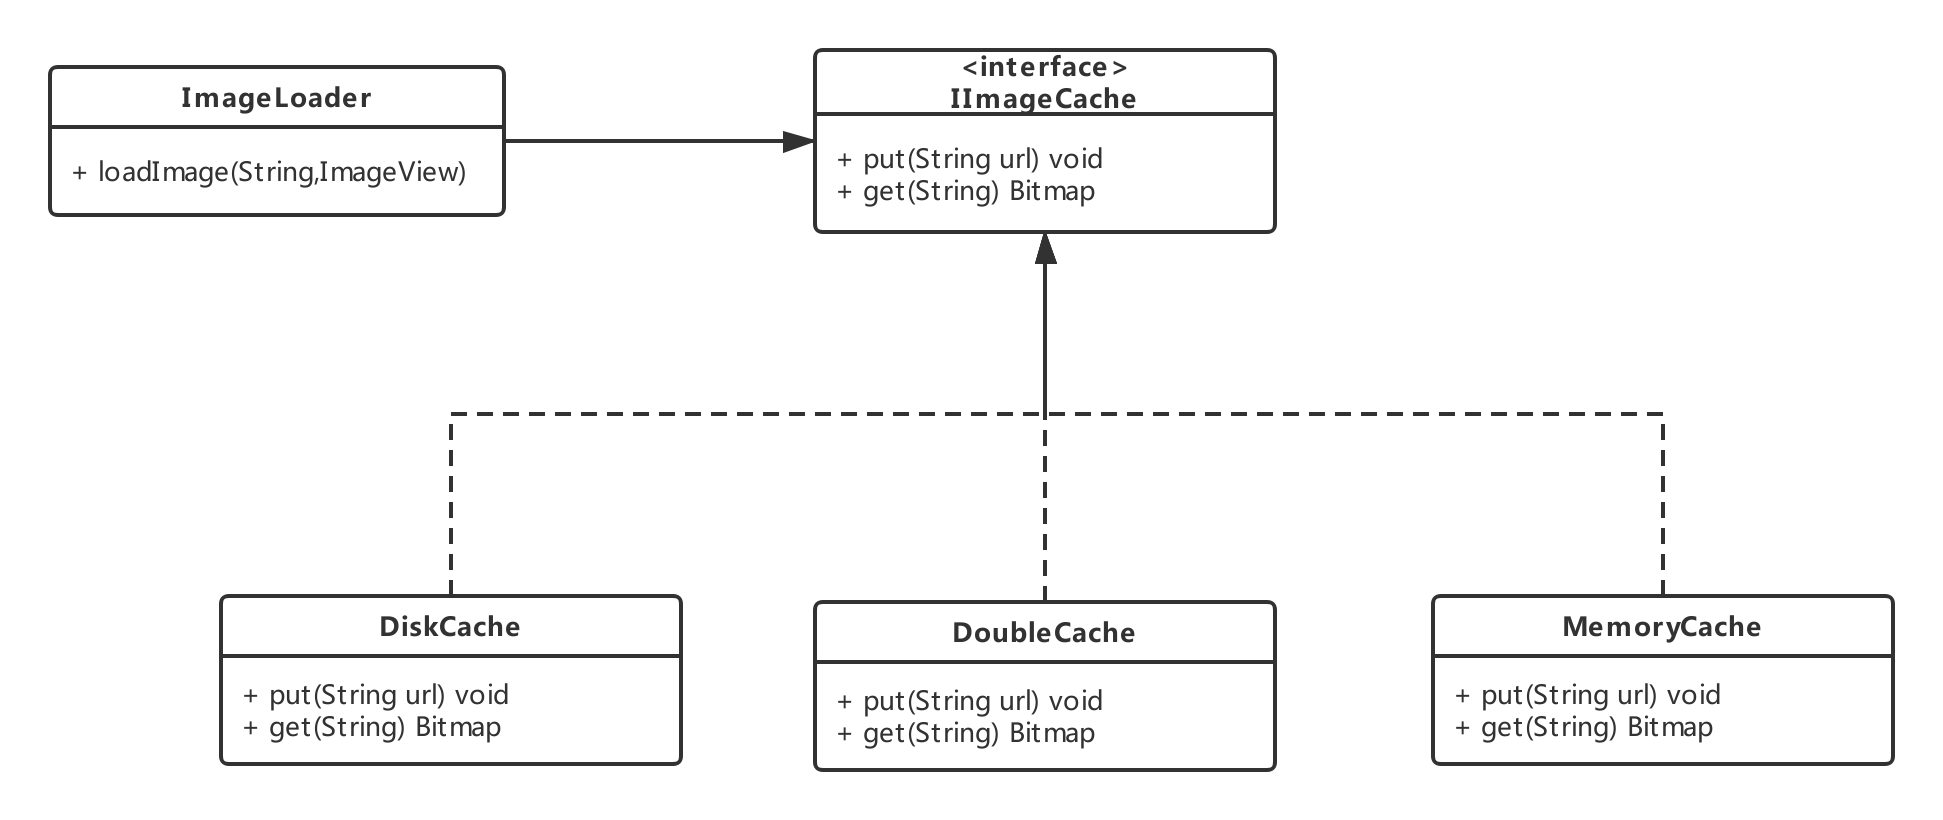 ImageLoader
+ loadImage(String,ImageView)
<interface>
IImageCache
+ put(String url) void
+ get(String) Bitmap
DiskCache
+ put(String url) void
+ get(String) Bitmap
DoubleCache
+ put(String url) void
+ get(String) Bitmap
MemoryCache
+ put(String url) void
+ get(String) Bitmap